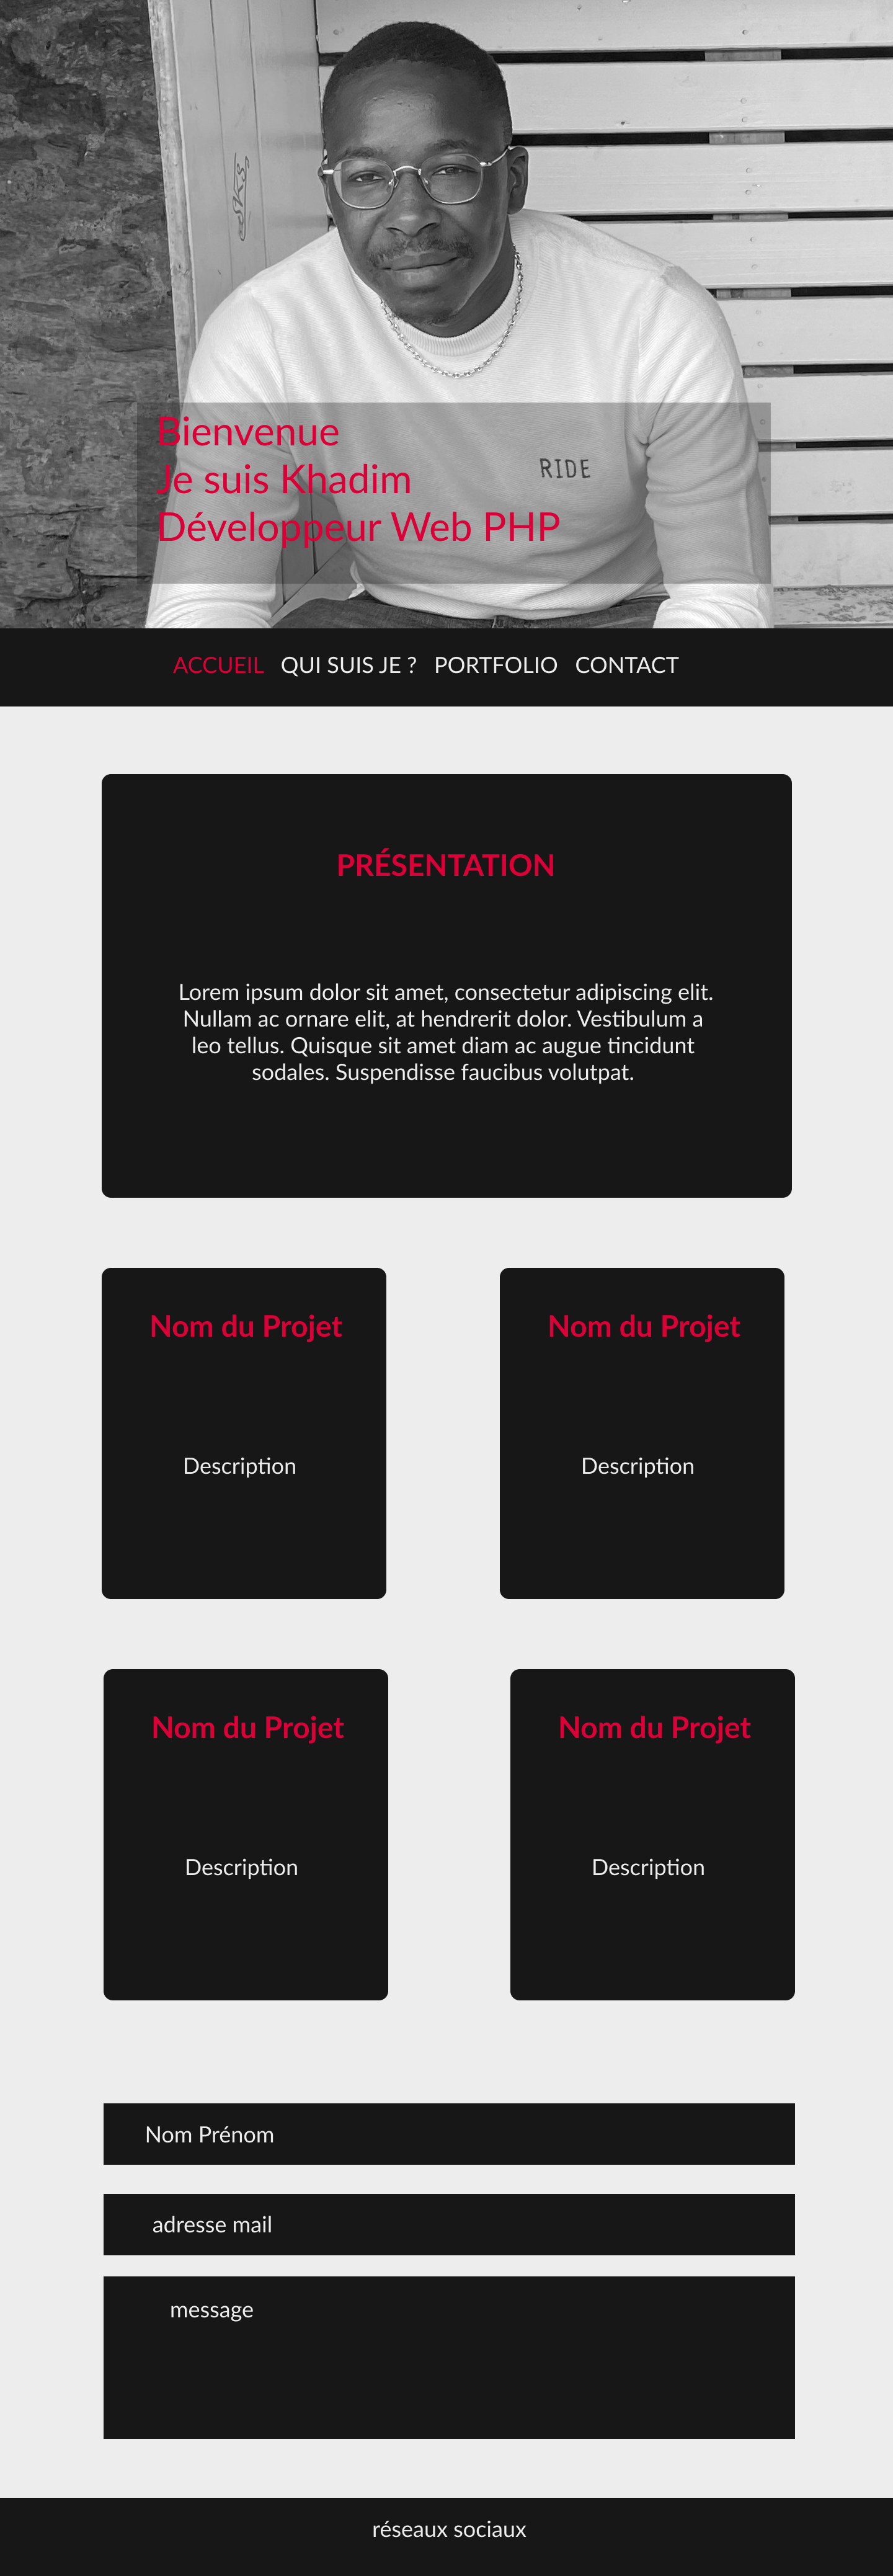 Bienvenue
Je suis Khadim
Développeur Web PHP
RIDE
ACCUEIL QUI SUIS JE ? PORTFOLIO CONTACT
PRÉSENTATION
Lorem ipsum dolor sit amet, consectetur adipiscing elit.
Nullam ac ornare elit, at hendrerit dolor. Vestibulum a
leo tellus. Quisque sit amet diam ac augue tincidunt
sodales. Suspendisse faucibus volutpat.
Nom du Projet Nom du Projet
Description Description
Nom du Projet Nom du Projet
Description Description
Nom Prénom
adresse mail
message
réseaux sociaux